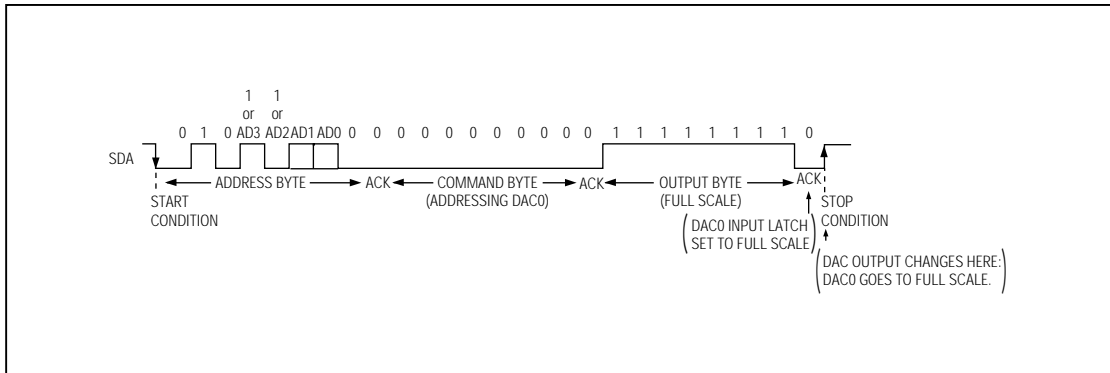 1 1
or or
0 1 0 AD3 AD2 AD1 AD0 0 0 0 0 0 0 0 0 0 0 1 1 1 1 1 1 1 1 0
SDA
ADDRESS BYTE ACK COMMAND BYTE ACK OUTPUT BYTE ACK
(ADDRESSING DAC0) (FULL SCALE)
START STOP
CONDITION CONDITION
(DAC0 INPUT LATCH
SET TO FULL SCALE)
(DAC OUTPUT CHANGES HERE:
DAC0 GOES TO FULL SCALE.)